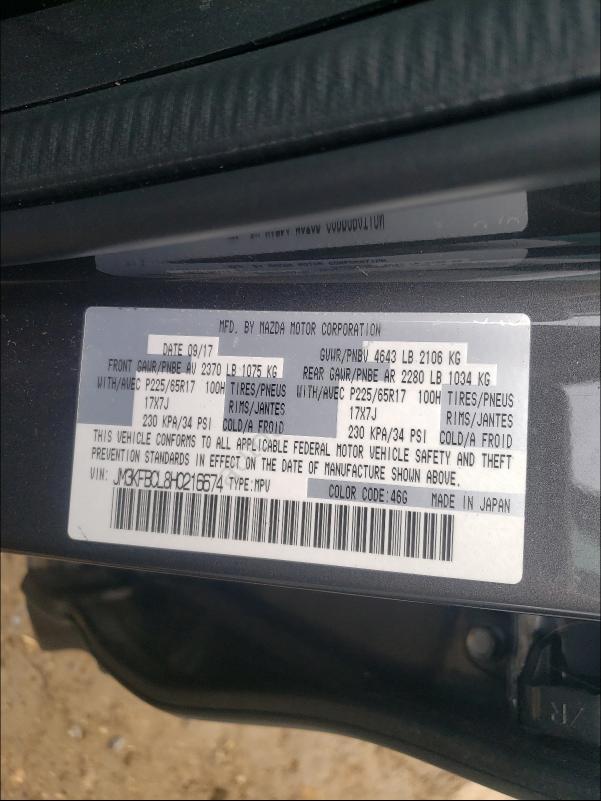 MFD. BY MAZDA MOTOR CORPORATION
DATE 09/17 GVWR/PNBV 4643 LB 2106 KG
FRONT GAWR/PNBE AV 2370 LB 1075 KG REAR GAWR/PNBE AR 2280 LB 1034 KG
WITH/AVEC P225/65R17 100H TIRES/PNEUS WITH/AVEC P225/65R17 100H TIRES/PNEUS
17X7J RIMS/JANTES 17X7J RIMS/JANTES
230 KPA/34 PSI COLD/A FROID 230 KPA/34 PSI COLD/A FROID
THIS VEHICLE CONFORMS TO ALL APPLICABLE FEDERAL MOTOR VEHICLE SAFETY AND THEFT
PREVENTION STANDARDS IN EFFECT ON THE DATE OF MANUFACTURE SHOWN ABOVE.
VIN: JM3KFBCL8H0216674 TYPE:MPV COLOR CODE:46G MADE IN JAPAN